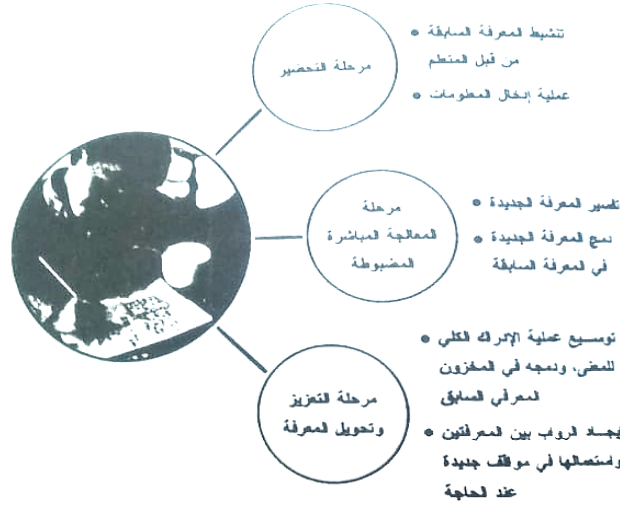 مرحلة التحضير
• تنشيط المعرفة السابقة
من قبل المتعلم
• عملية إدخال المعلومات
مرحلة
المعالجة المباشرة
المضبوطة
• تفسير المعرفة الجديدة
• دمج المعرفة الجديدة
في المعرفة السابقة
مرحلة التعزيز
وتحويل المعرفة
• توسيع عملية الإدراك الكلي
للمعنى، ودمجه في المخزون
المعرفي السابق
• إيجاد الرواب بين المعرفتين
واستعمالها في مواقف جديدة
عند الحاجة